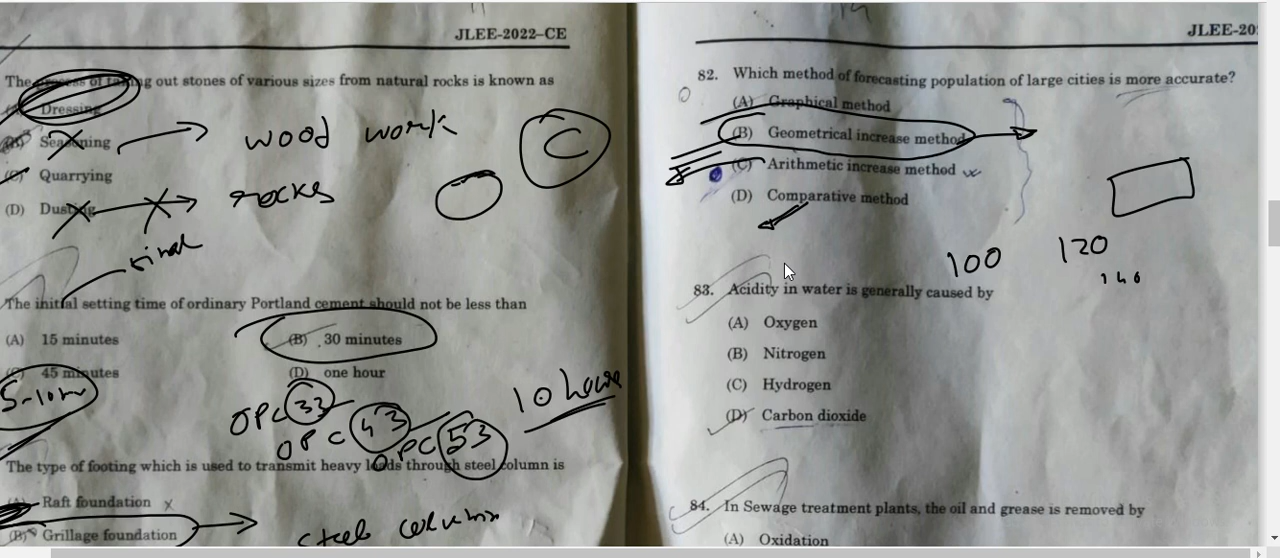 JLEE-2022-CE
The process of taking out stones of various sizes from natural rocks is known as
Dressing
(B) Seasoning
wood work
C
(C) Quarrying
(D) Dusting
rocks
final
The initial setting time of ordinary Portland cement should not be less than
(A) 15 minutes
(B) 30 minutes
45 minutes
(D) one hour
10 hours
OPC 33
OPC 43
OPC 53
The type of footing which is used to transmit heavy loads through steel column is
Raft foundation
(B) Grillage foundation
steel column
JLEE-20
82. Which method of forecasting population of large cities is more accurate?
(A) Graphical method
(B) Geometrical increase method
(C) Arithmetic increase method
(D) Comparative method
100 120
140
83. Acidity in water is generally caused by
(A) Oxygen
(B) Nitrogen
(C) Hydrogen
(D) Carbon dioxide
84. In Sewage treatment plants, the oil and grease is removed by
(A) Oxidation